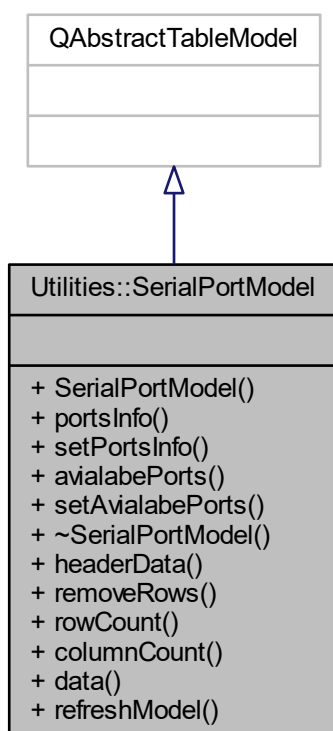 QAbstractTableModel
Utilities::SerialPortModel
+ SerialPortModel()
+ portsInfo()
+ setPortsInfo()
+ avialabePorts()
+ setAvialabePorts()
+ ~SerialPortModel()
+ headerData()
+ removeRows()
+ rowCount()
+ columnCount()
+ data()
+ refreshModel()